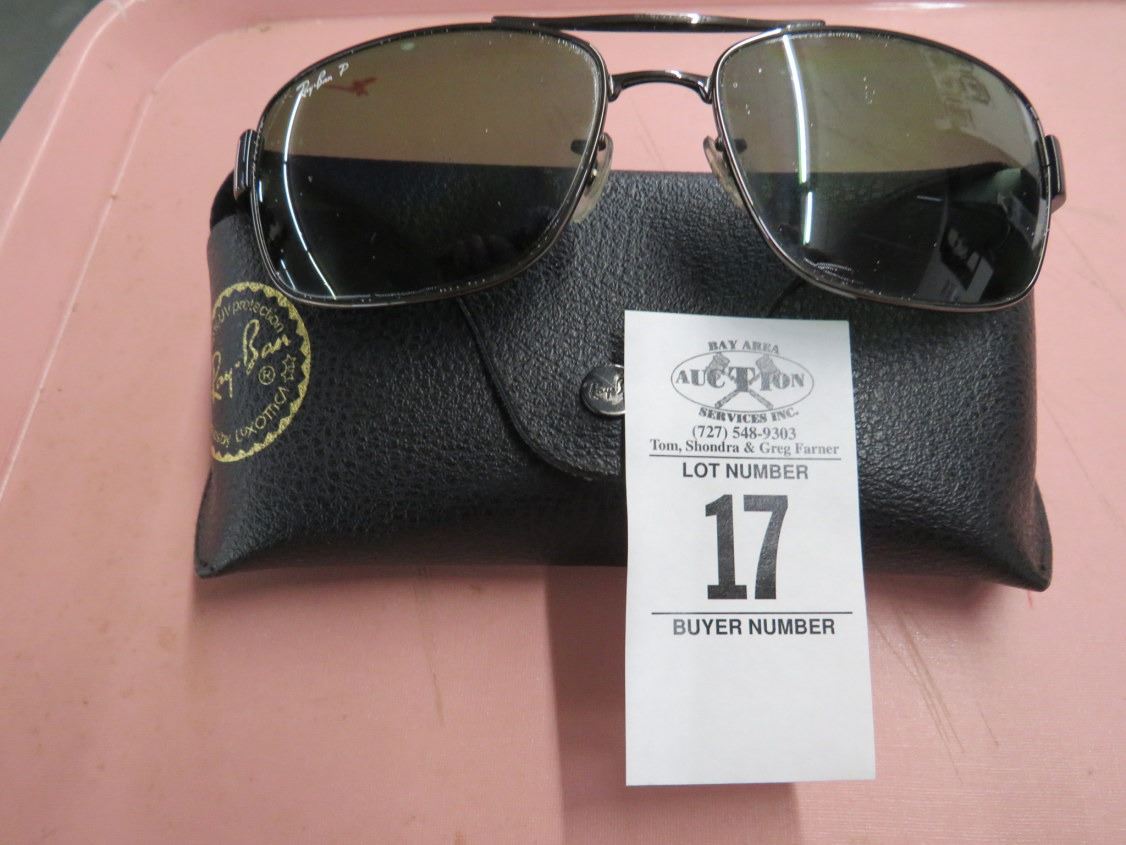 Ray-Ban P
UV protection
Ray-Ban ®
by Luxottica
BAY AREA
AUCTION
SERVICES INC.
(727) 548-9303
Tom, Shondra & Greg Farner
LOT NUMBER
17
BUYER NUMBER